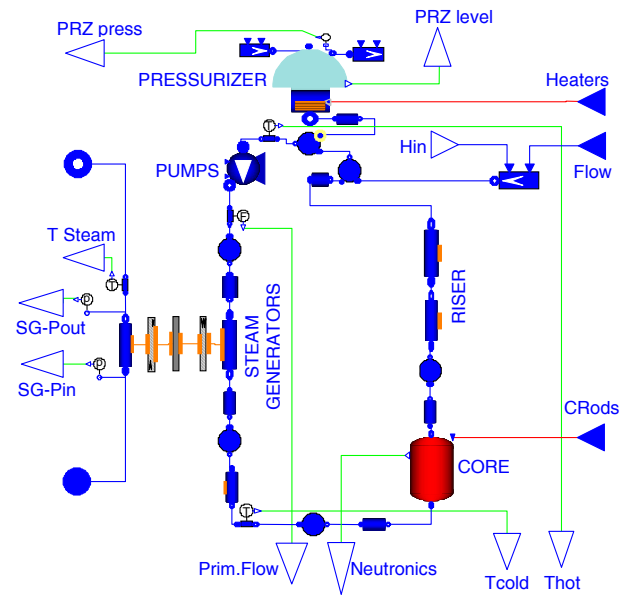 PRZ press
PRZ level
PRESSURIZER
Heaters
T
PUMPS
Hin
Flow
T Steam
F
T
P
SG-Pout
P
SG-Pin
STEAM
GENERATORS
RISER
CRods
CORE
T
Prim.Flow
Neutronics
Tcold
Thot